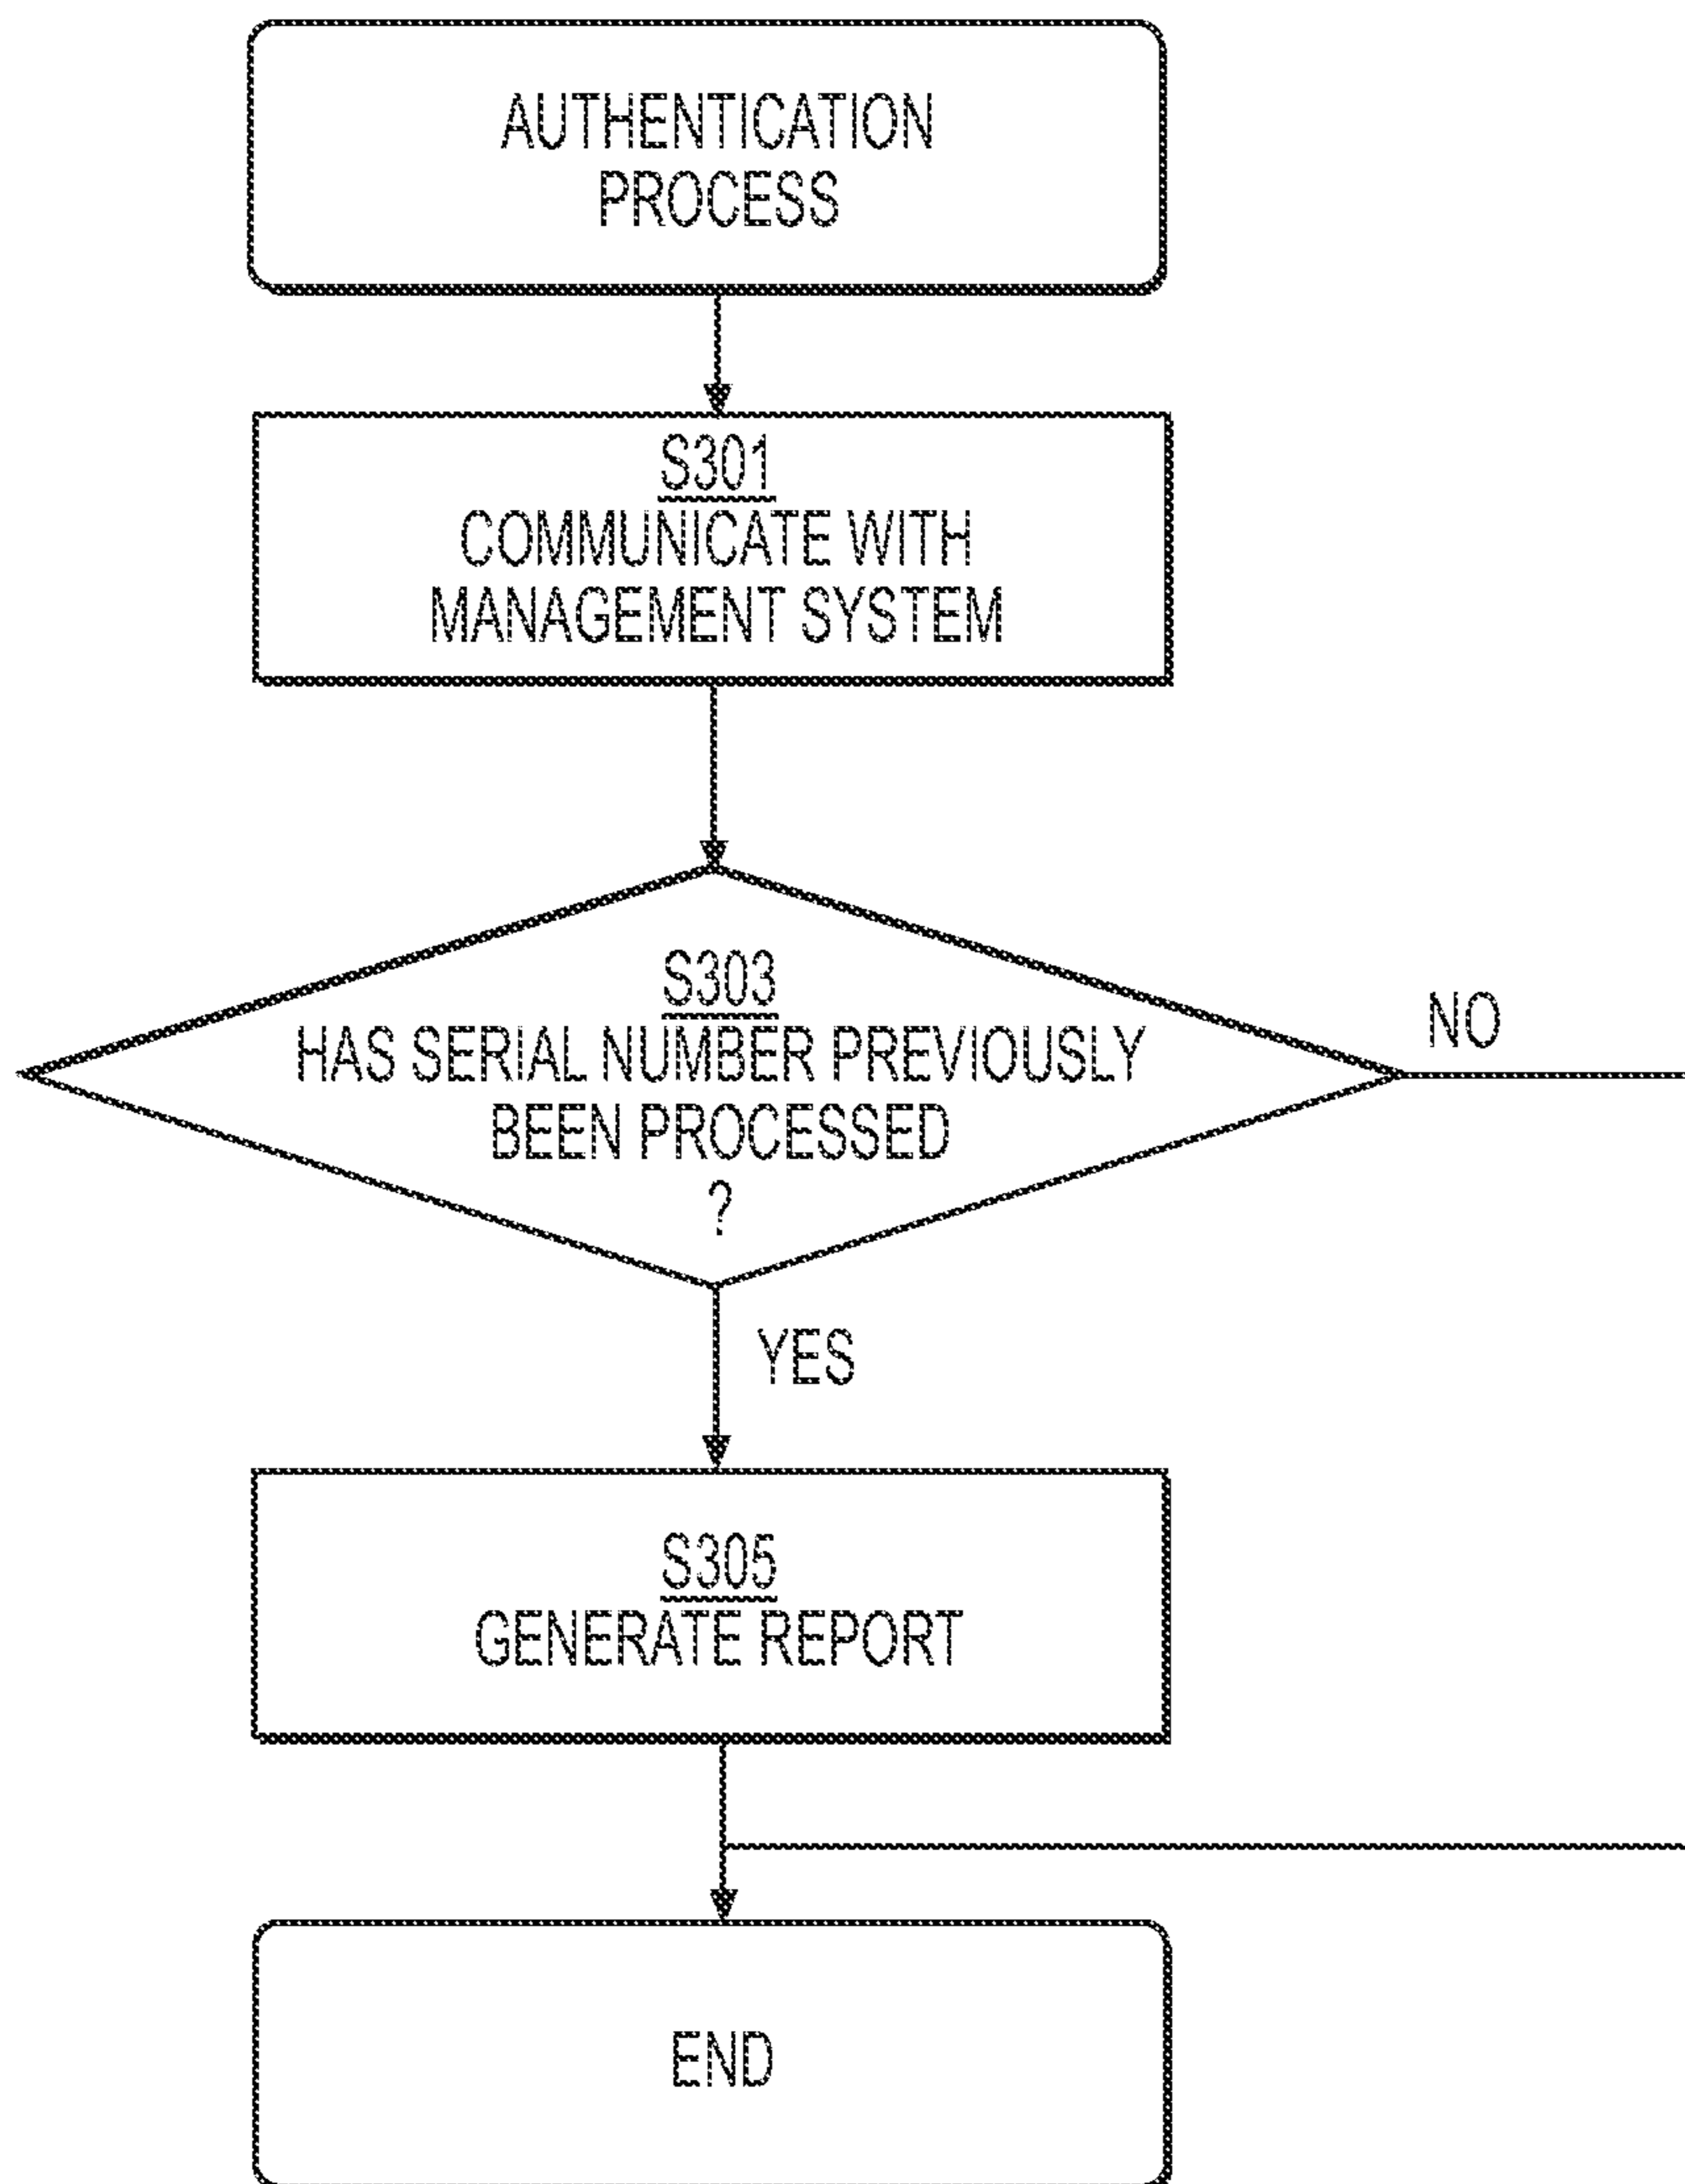 AUTHENTICATION
PROCESS
S301
COMMUNICATE WITH
MANAGEMENT SYSTEM
S303
HAS SERIAL NUMBER PREVIOUSLY
BEEN PROCESSED
?
NO
YES
S305
GENERATE REPORT
END